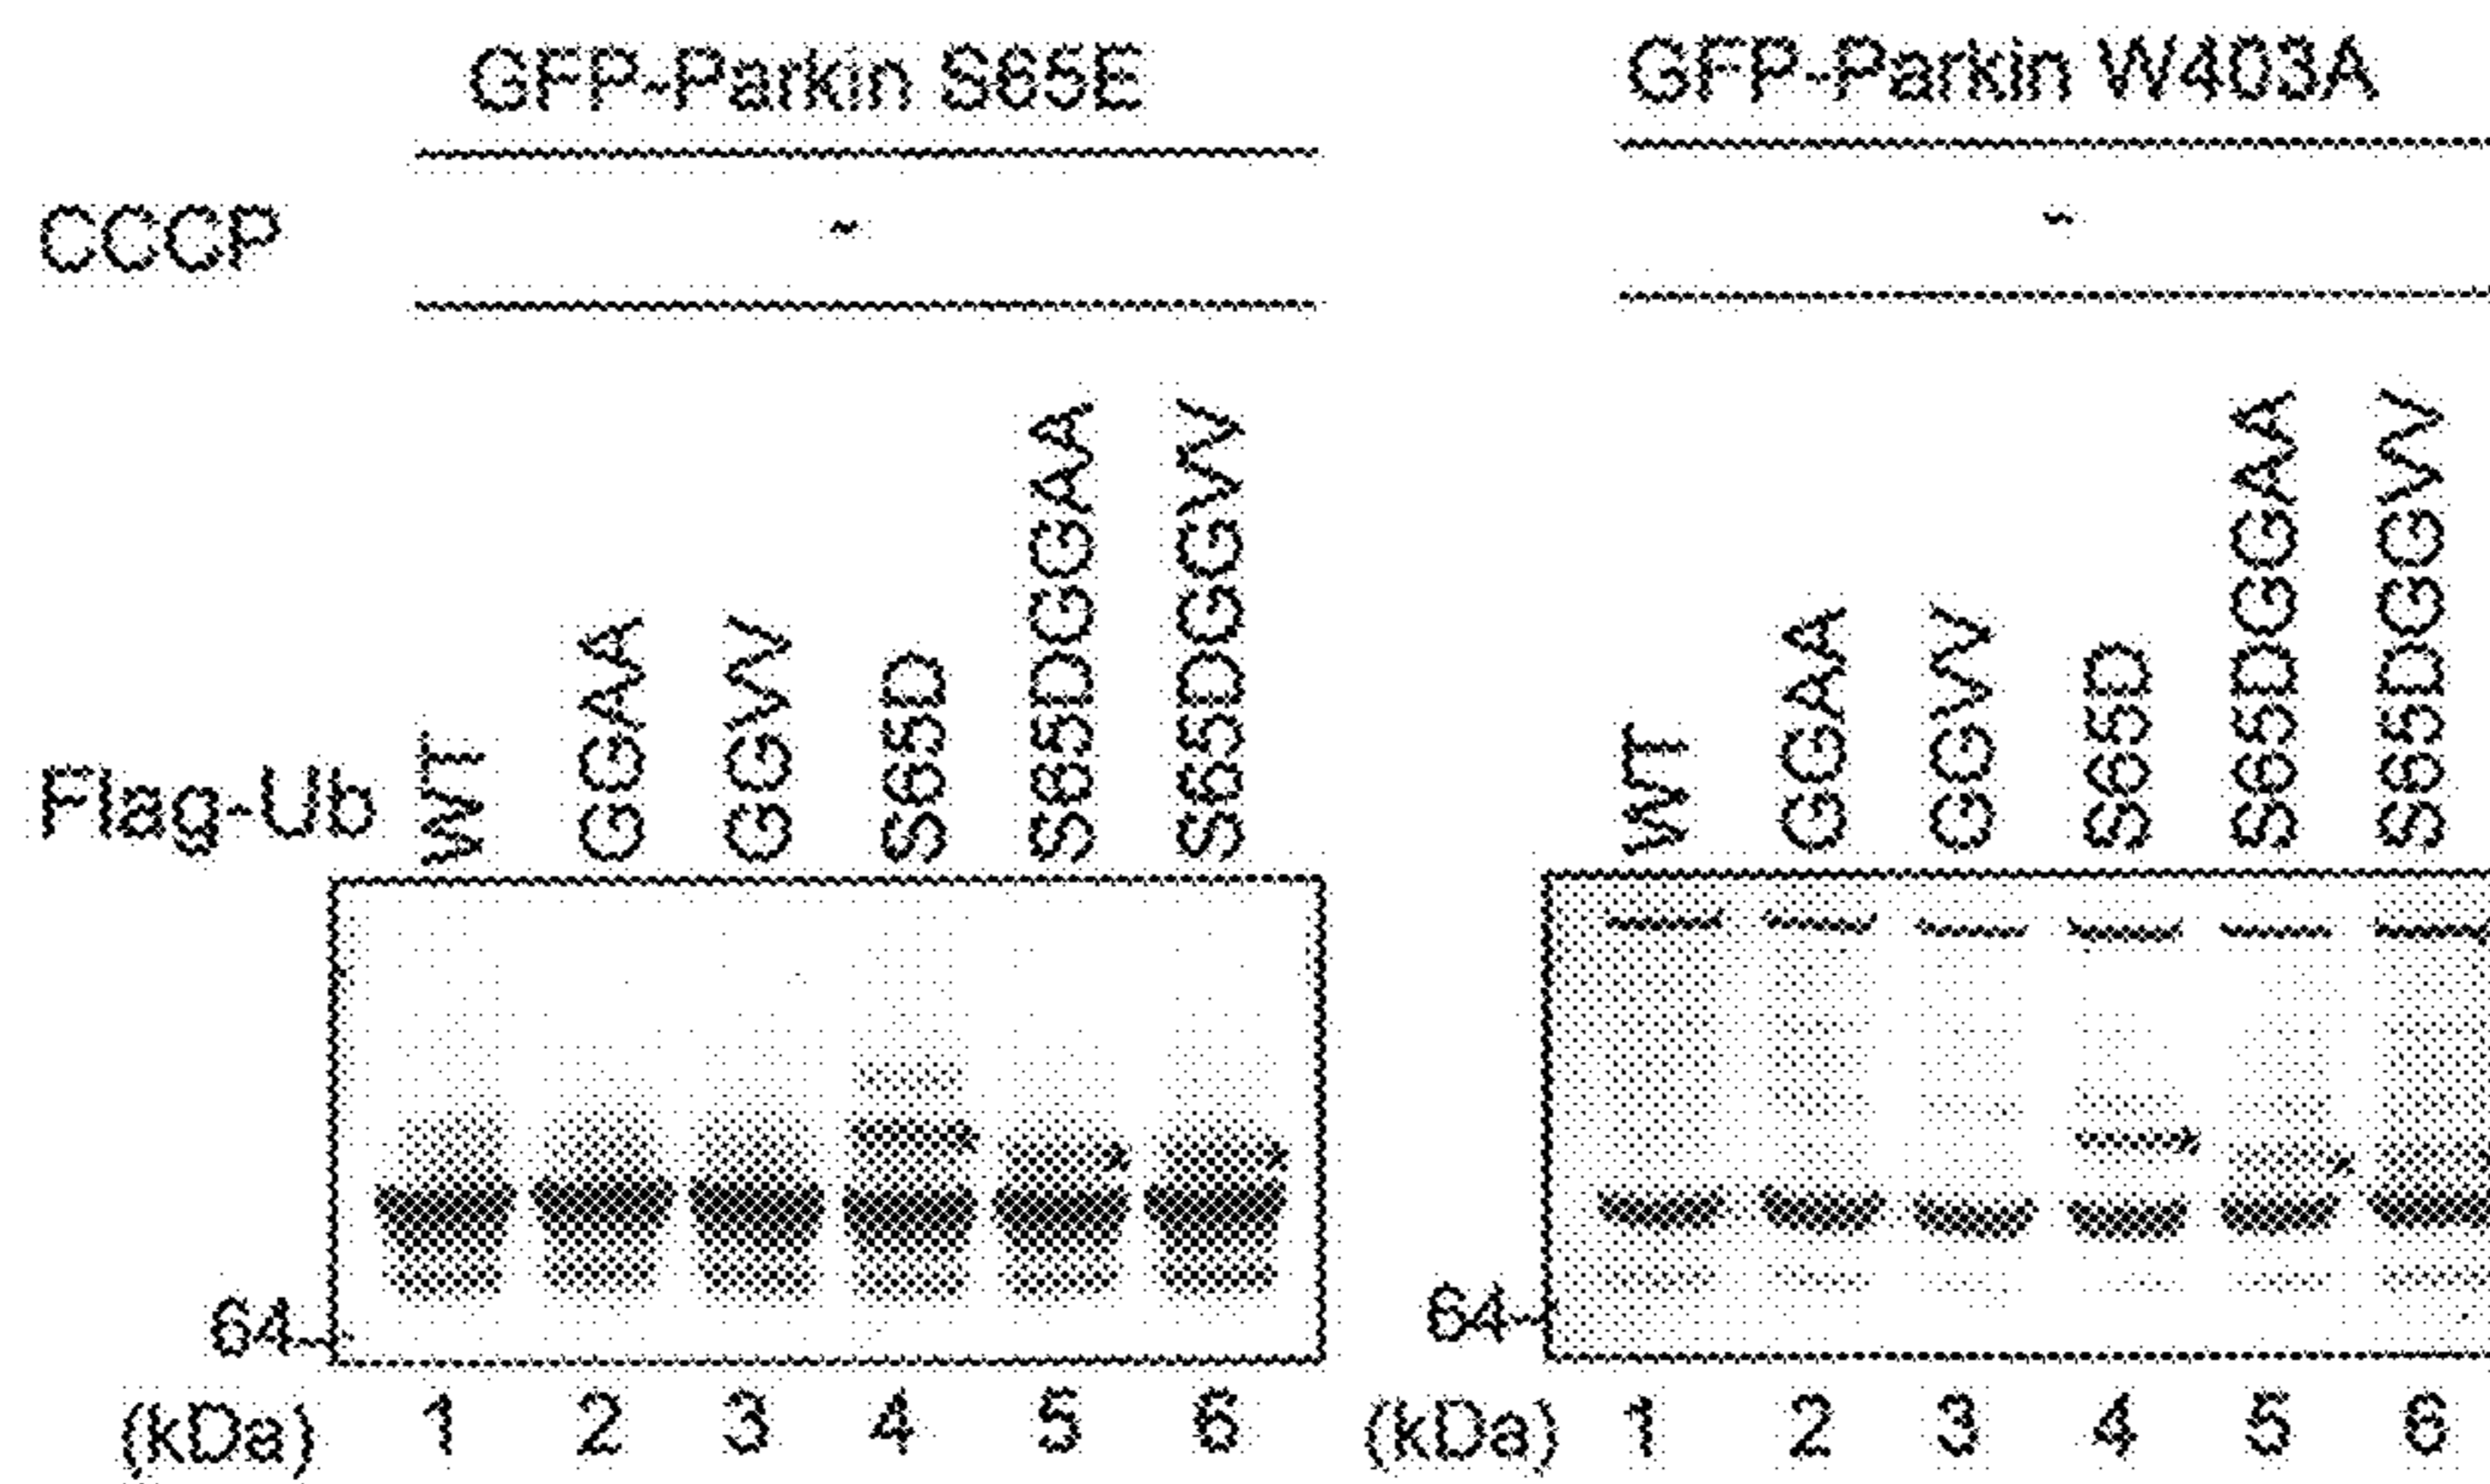 GFP-Parkin S65E GFP-Parkin W403A
CCCP - -
Flag-Ub WT GGAA GGVV S65D S65DGGAA S65DGGVV WT GGAA GGVV S65D S65DGGAA S65DGGVV
64 64
(kDa) 1 2 3 4 5 6 (kDa) 1 2 3 4 5 6